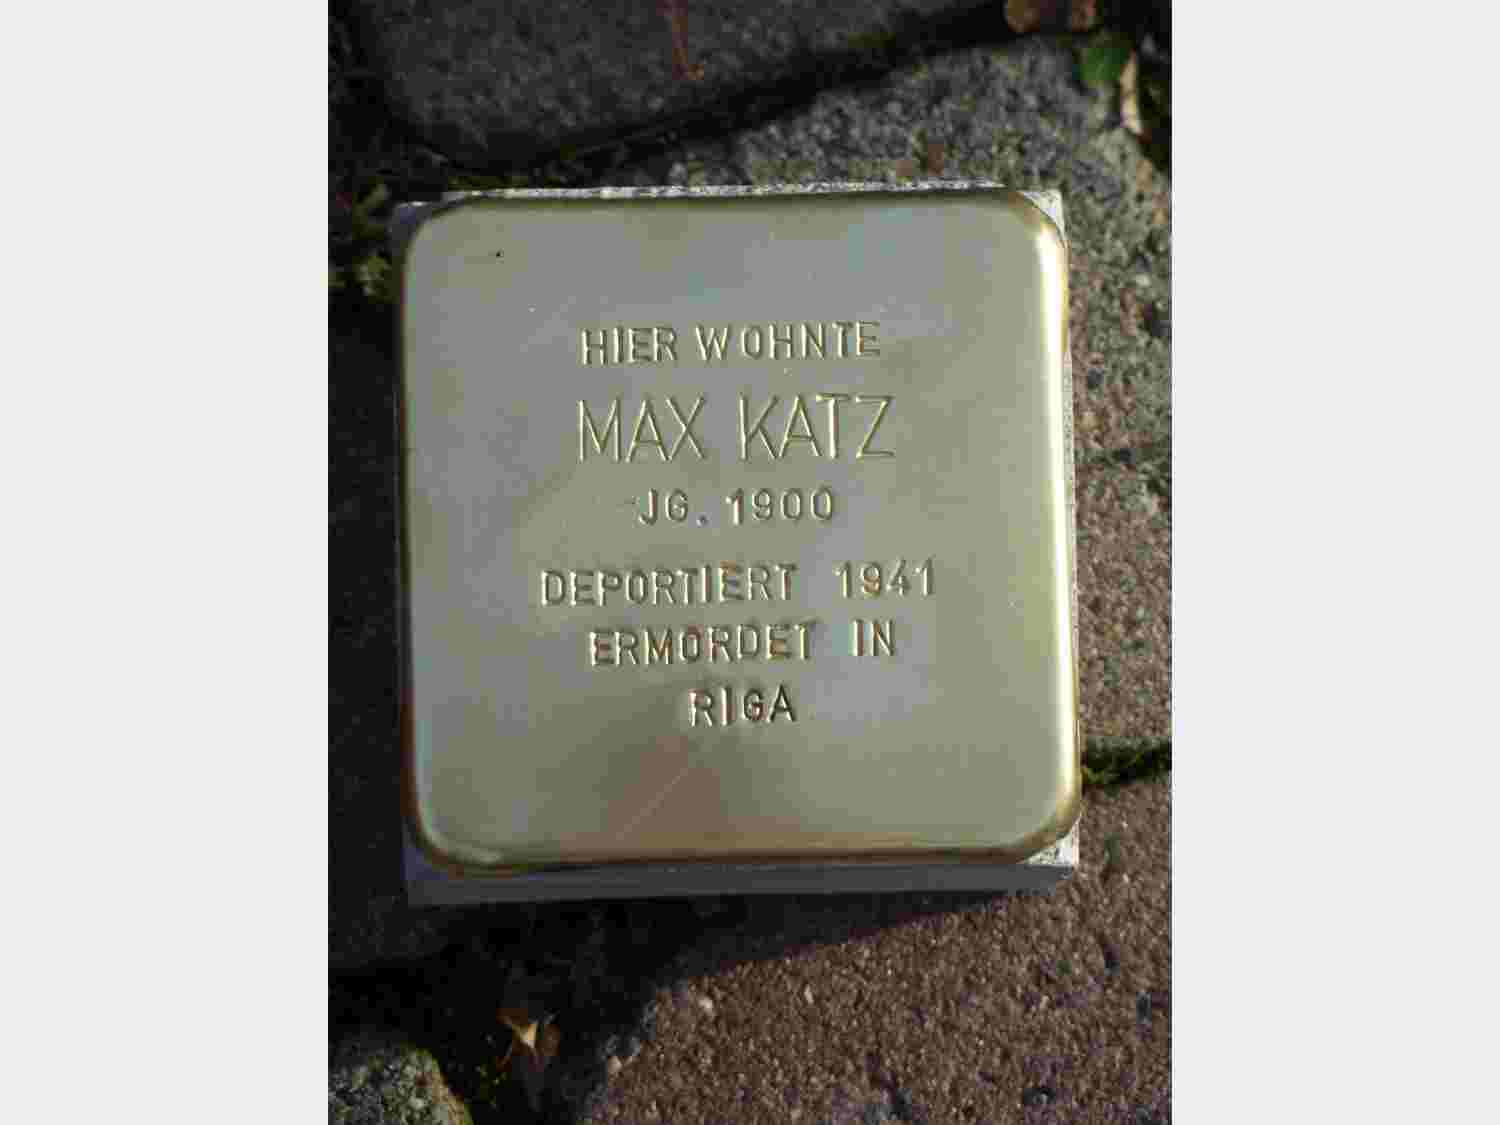 HIER WOHNTE
MAX KATZ
JG. 1900
DEPORTIERT 1941
ERMORDET IN
RIGA